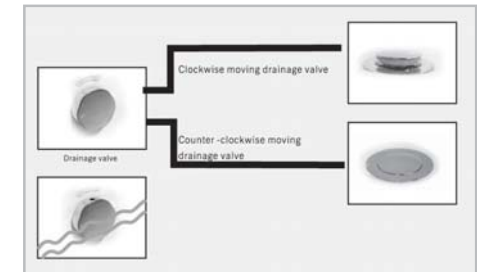 Clockwise moving drainage valve
Counter -clockwise moving
drainage valve
Drainage valve